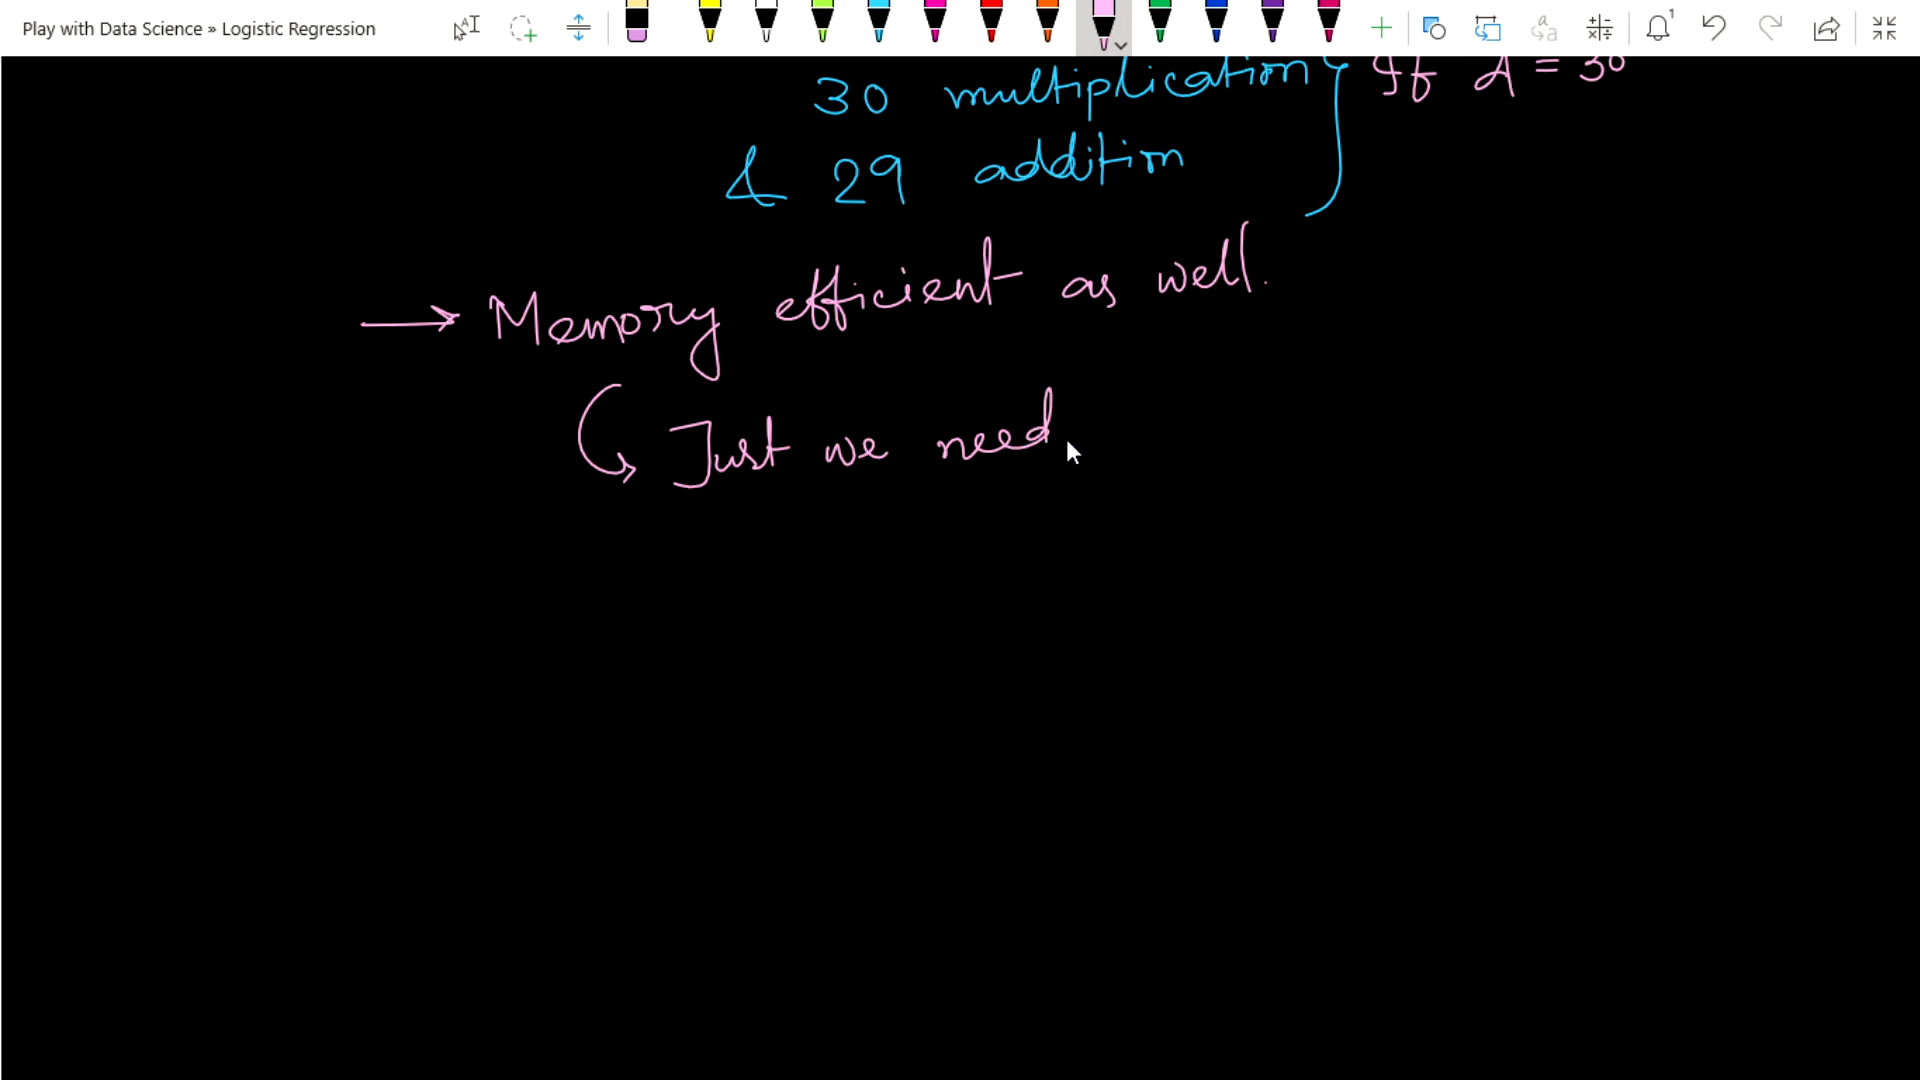 Play with Data Science » Logistic Regression
30 multiplication
If d = 30
& 29 addition
→ Memory efficient as well.
Just we need